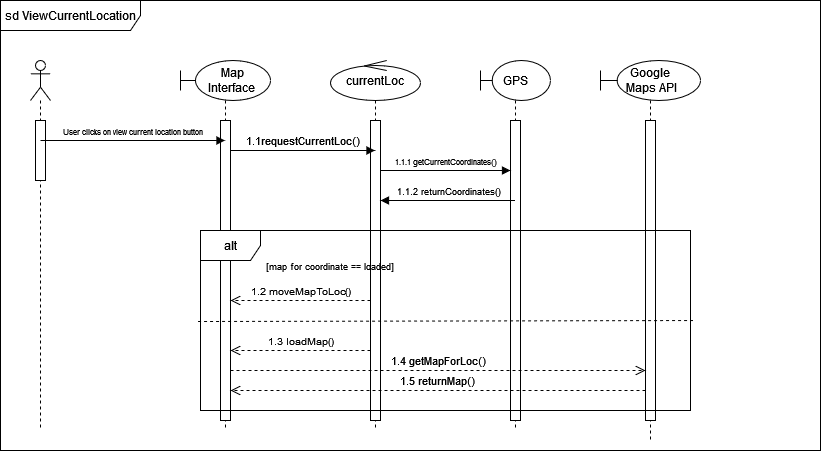 sd ViewCurrentLocation
Map
Interface
currentLoc
GPS
Google
Maps API
User clicks on view current location button
1.1requestCurrentLoc()
1.1.1 getCurrentCoordinates()
1.1.2 returnCoordinates()
alt
[map for coordinate == loaded]
1.2 moveMapToLoc()
1.3 loadMap()
1.4 getMapForLoc()
1.5 returnMap()